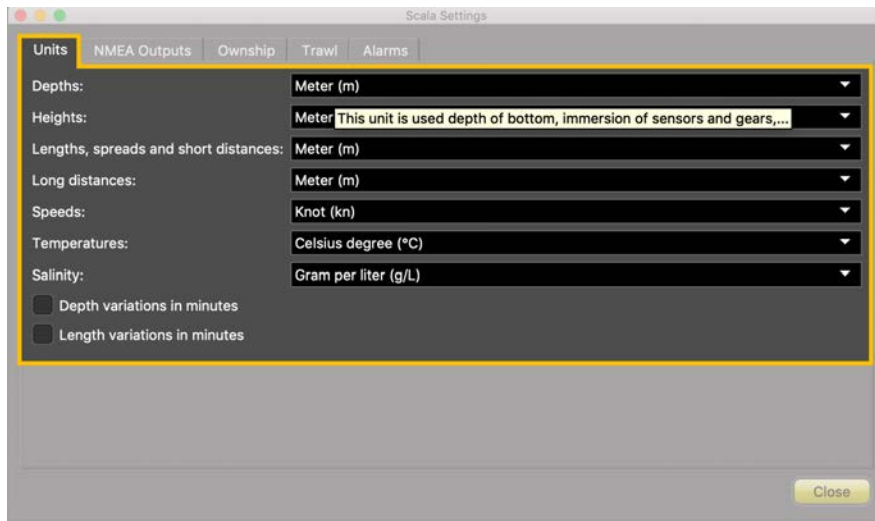 Scala Settings
Units NMEA Outputs Ownship Trawl Alarms
Depths: Meter (m)
Heights: Meter This unit is used depth of bottom, immersion of sensors and gears,...
Lengths, spreads and short distances: Meter (m)
Long distances: Meter (m)
Speeds: Knot (kn)
Temperatures: Celsius degree (°C)
Salinity: Gram per liter (g/L)
Depth variations in minutes
Length variations in minutes
Close